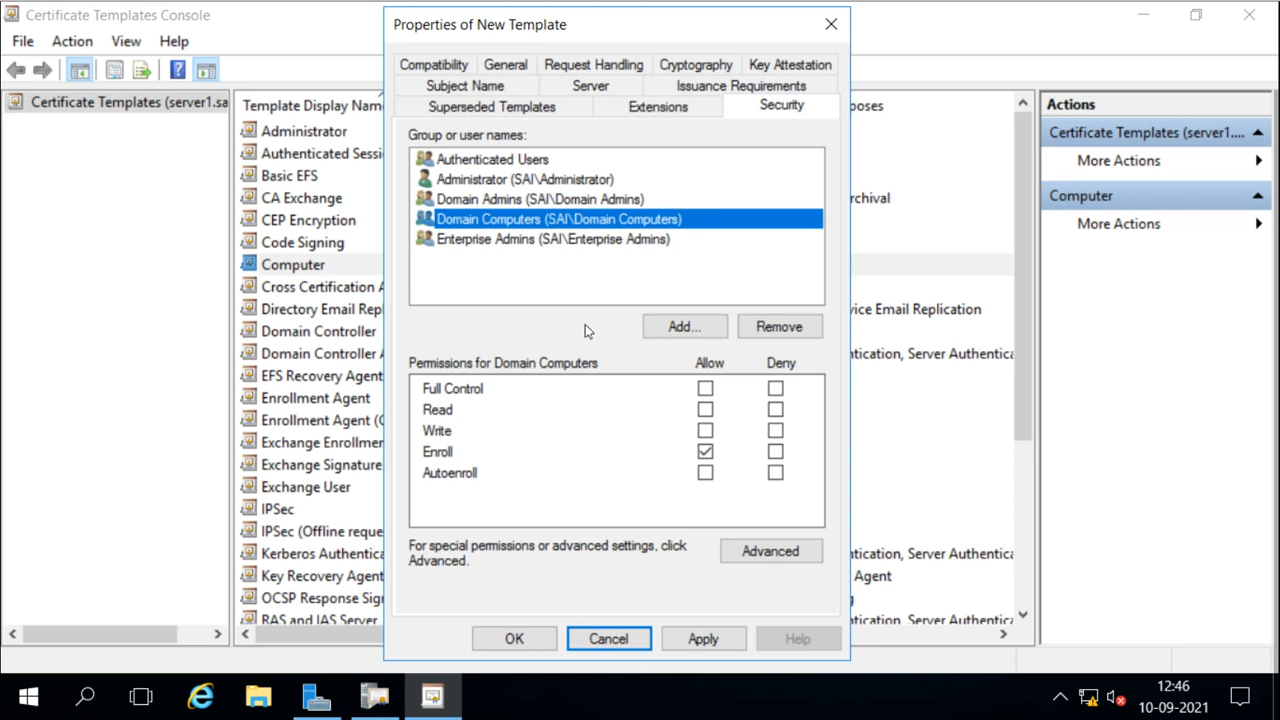 Certificate Templates Console
File Action View Help
Certificate Templates (server1.sa
Template Display Nam
Administrator
Authenticated Sessi
Basic EFS
CA Exchange
CEP Encryption
Code Signing
Computer
Cross Certification A
Directory Email Repl
Domain Controller
Domain Controller A
EFS Recovery Agent
Enrollment Agent
Enrollment Agent (C
Exchange Enrollmer
Exchange Signature
Exchange User
IPSec
IPSec (Offline reque
Kerberos Authentica
Key Recovery Agent
OCSP Response Sign
RAS and IAS Server
Properties of New Template
Compatibility General Request Handling Cryptography Key Attestation
Subject Name Server Issuance Requirements
Superseded Templates Extensions Security
Group or user names:
Authenticated Users
Administrator (SAI\Administrator)
Domain Admins (SAI\Domain Admins)
Domain Computers (SAI\Domain Computers)
Enterprise Admins (SAI\Enterprise Admins)
Add... Remove
Permissions for Domain Computers Allow Deny
Full Control
Read
Write
Enroll
Autoenroll
For special permissions or advanced settings, click
Advanced.
Advanced
OK Cancel Apply Help
oses
rchival
vice Email Replication
tication, Server Authentica
tication, Server Authentica
Agent
Actions
Certificate Templates (server1....
More Actions
Computer
More Actions
12:46
10-09-2021